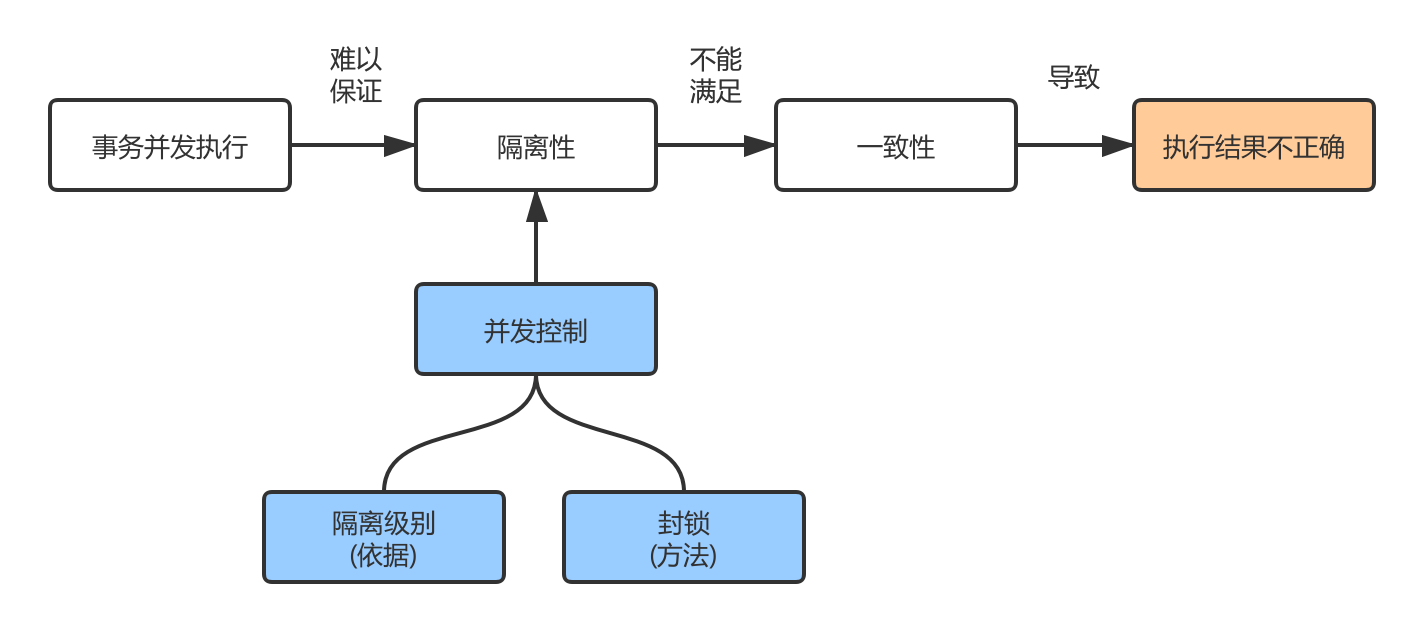 难以
保证
不能
满足
导致
事务并发执行
隔离性
一致性
执行结果不正确
并发控制
隔离级别
(依据)
封锁
(方法)